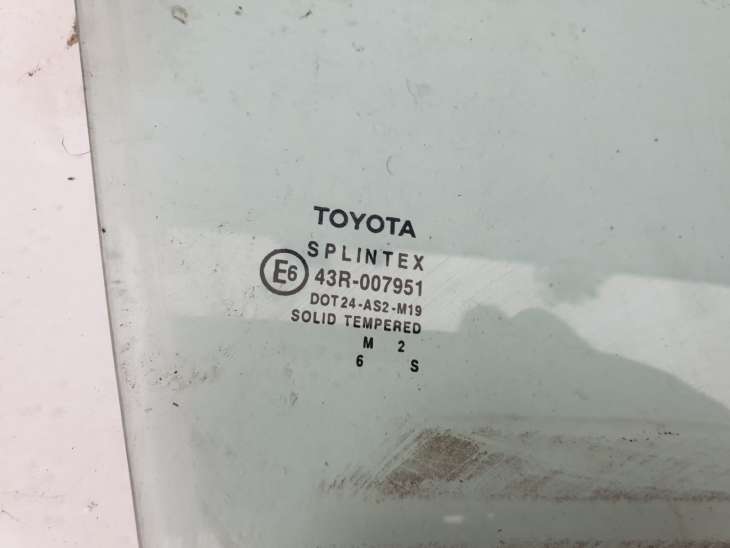 TOYOTA
SPLINTEX
E6 43R-007951
DOT24-AS2-M19
SOLID TEMPERED
M 2
6 S